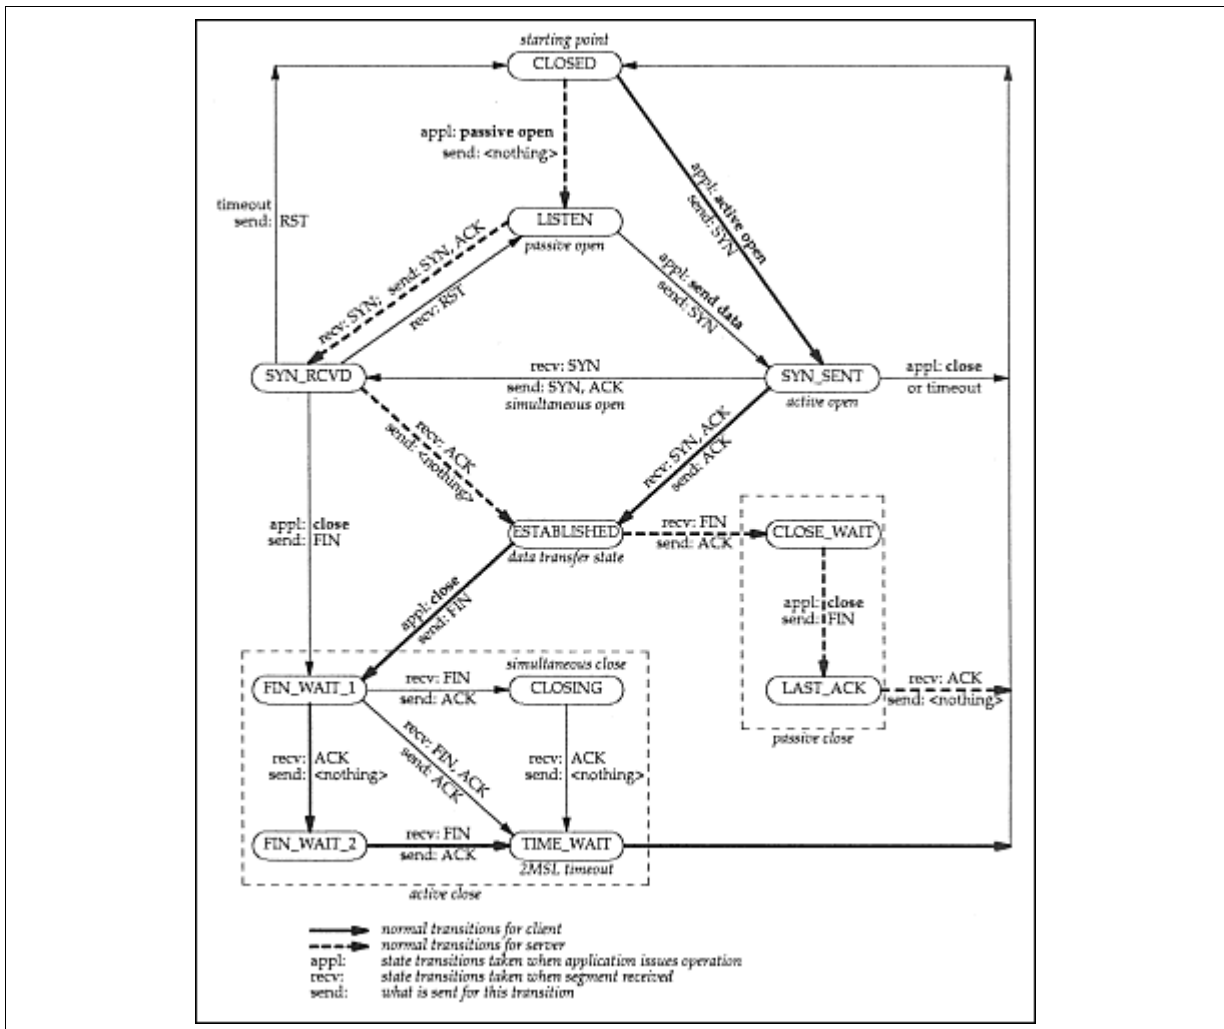 starting point
CLOSED
appl: passive open
send: <nothing>
appl: active open
send: SYN
timeout
send: RST
LISTEN
passive open
recv: SYN; send: SYN, ACK
recv: RST
appl: send data
send: SYN
SYN_RCVD
recv: SYN
send: SYN, ACK
simultaneous open
SYN_SENT
active open
appl: close
or timeout
recv: ACK
send: <nothing>
recv: SYN, ACK
send: ACK
appl: close
send: FIN
ESTABLISHED
data transfer state
recv: FIN
send: ACK
CLOSE_WAIT
appl: close
send: FIN
appl: close
send: FIN
LAST_ACK
recv: ACK
send: <nothing>
passive close
simultaneous close
FIN_WAIT_1
recv: FIN
send: ACK
CLOSING
recv: ACK
send: <nothing>
recv: FIN, ACK
send: ACK
recv: ACK
send: <nothing>
FIN_WAIT_2
recv: FIN
send: ACK
TIME_WAIT
2MSL timeout
active close
normal transitions for client
normal transitions for server
appl: state transitions taken when application issues operation
recv: state transitions taken when segment received
send: what is sent for this transition